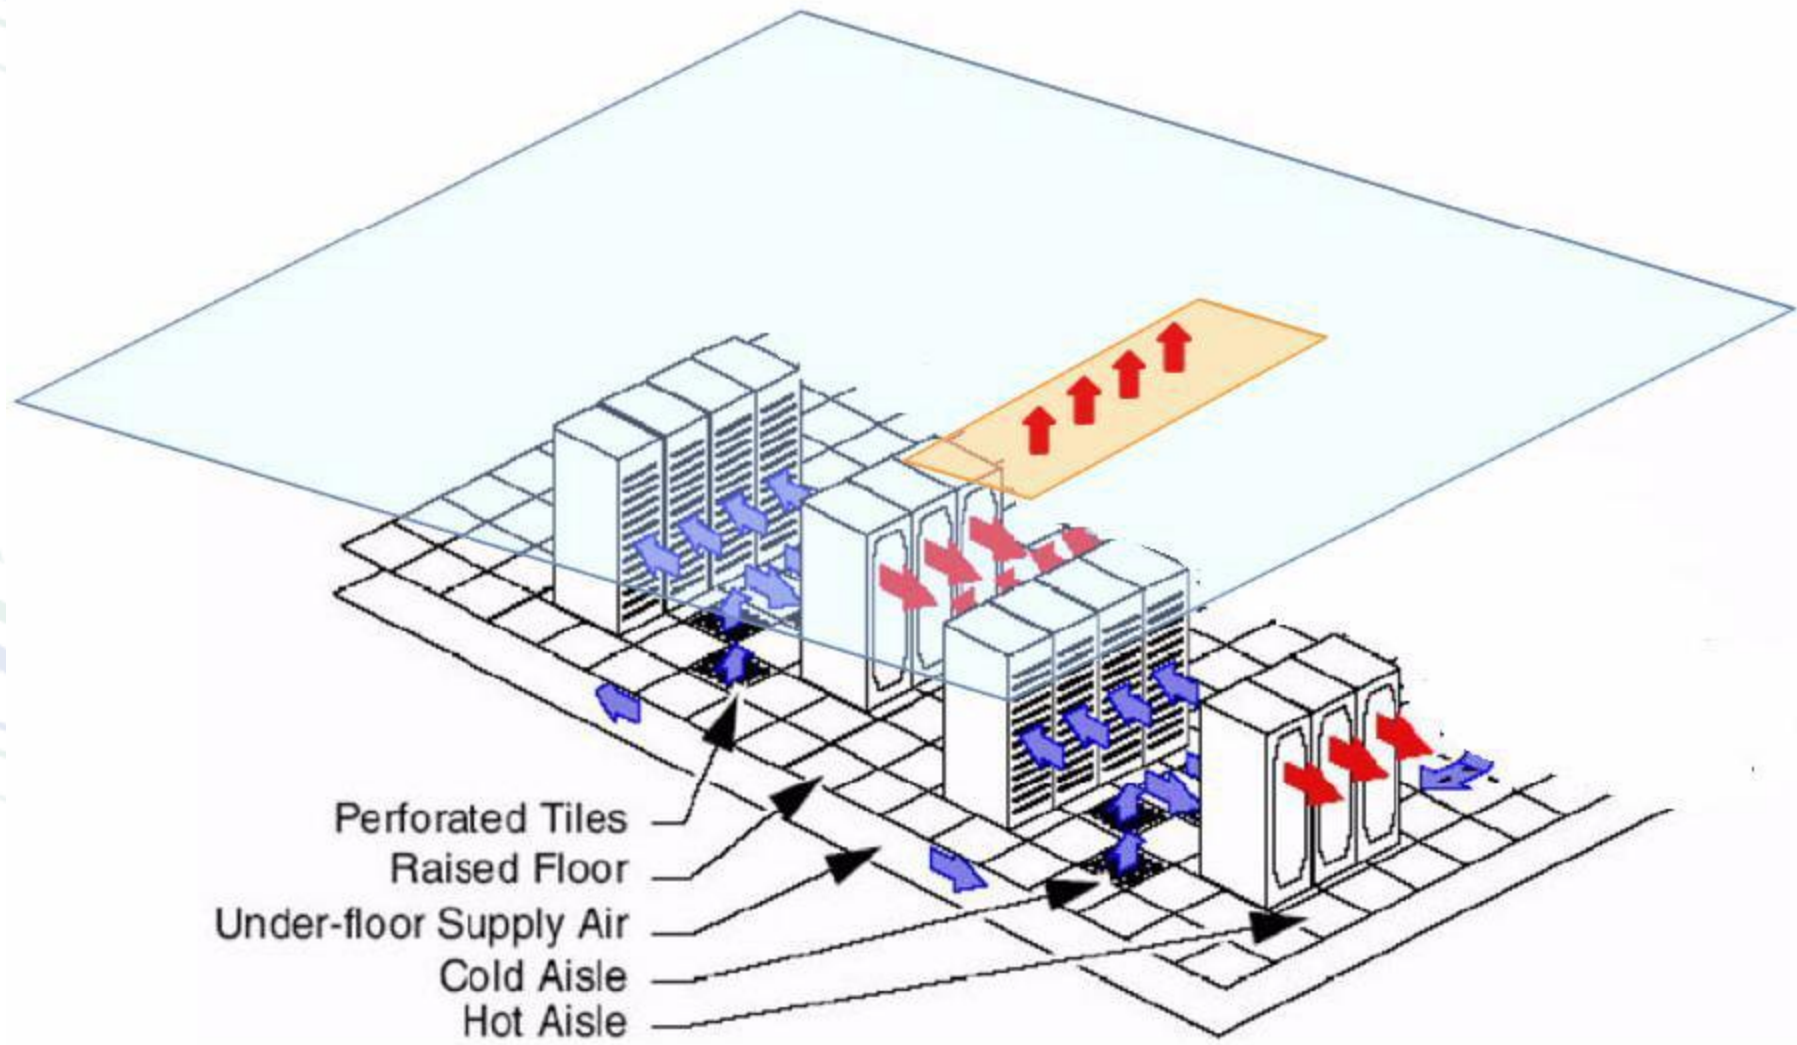 Perforated Tiles
Raised Floor
Under-floor Supply Air
Cold Aisle
Hot Aisle